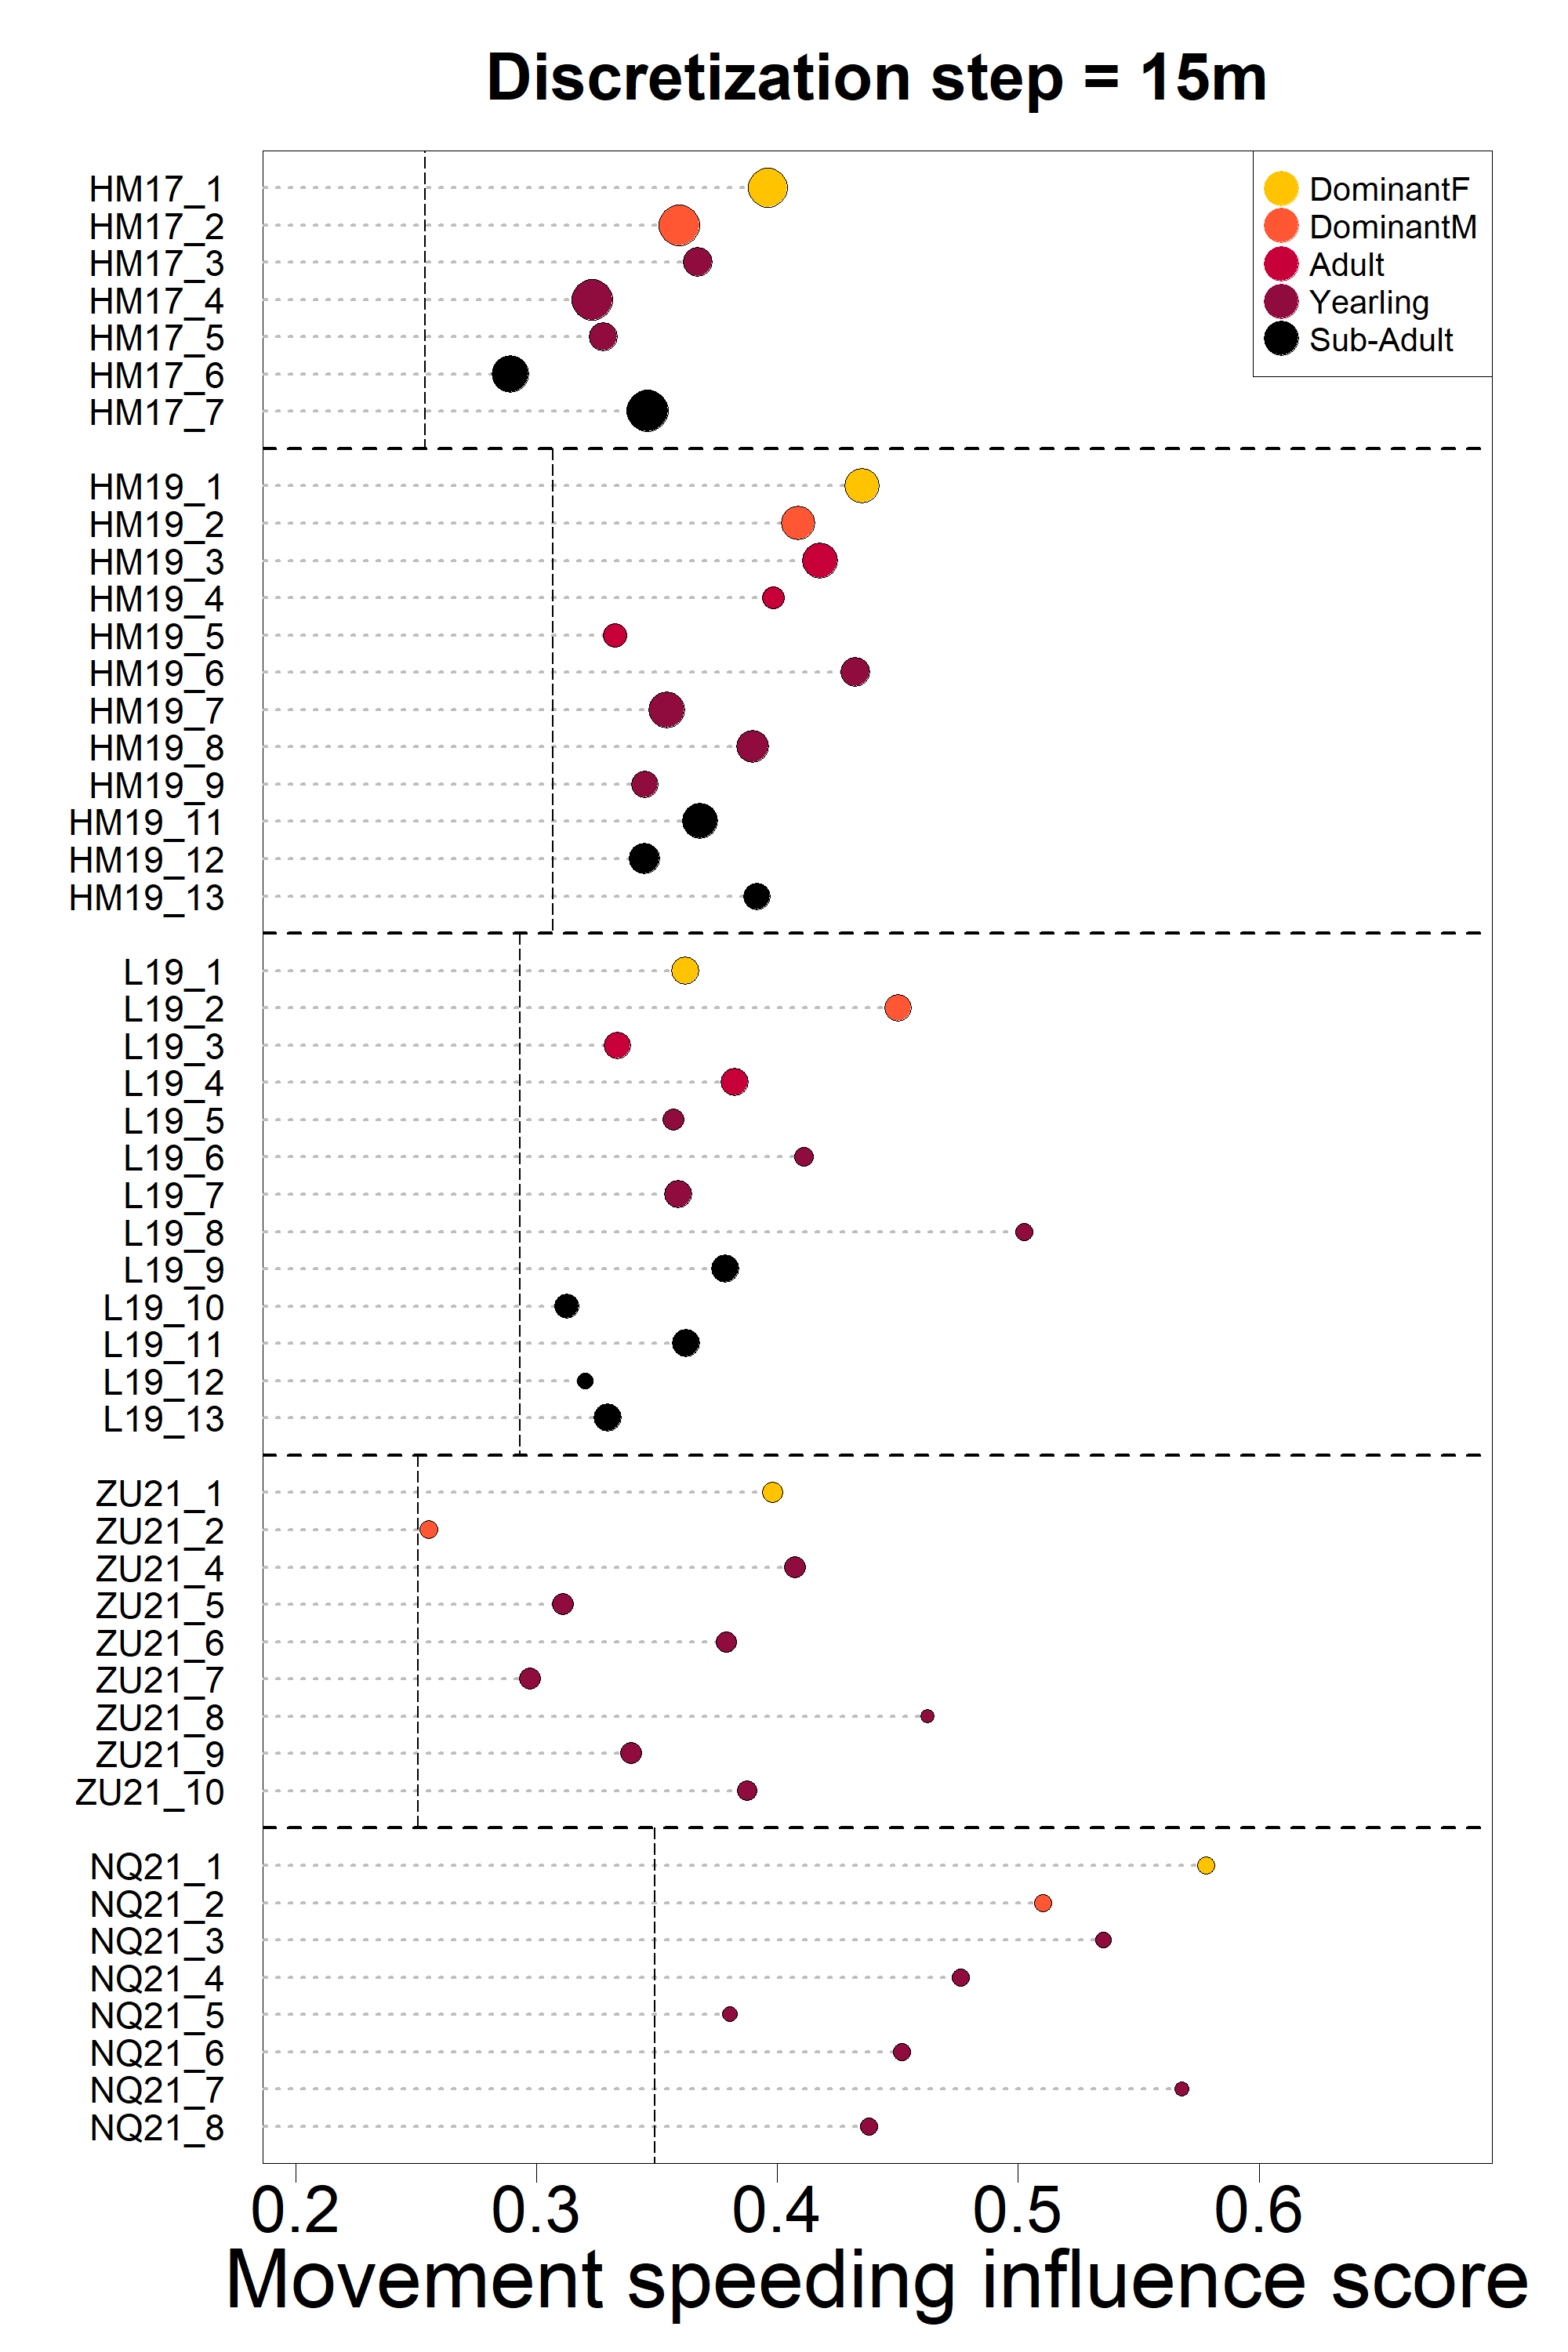 Discretization step = 15m
HM17_1
HM17_2
HM17_3
HM17_4
HM17_5
HM17_6
HM17_7
DominantF
DominantM
Adult
Yearling
Sub-Adult
HM19_1
HM19_2
HM19_3
HM19_4
HM19_5
HM19_6
HM19_7
HM19_8
HM19_9
HM19_11
HM19_12
HM19_13
L19_1
L19_2
L19_3
L19_4
L19_5
L19_6
L19_7
L19_8
L19_9
L19_10
L19_11
L19_12
L19_13
ZU21_1
ZU21_2
ZU21_4
ZU21_5
ZU21_6
ZU21_7
ZU21_8
ZU21_9
ZU21_10
NQ21_1
NQ21_2
NQ21_3
NQ21_4
NQ21_5
NQ21_6
NQ21_7
NQ21_8
0.2 0.3 0.4 0.5 0.6
Movement speeding influence score